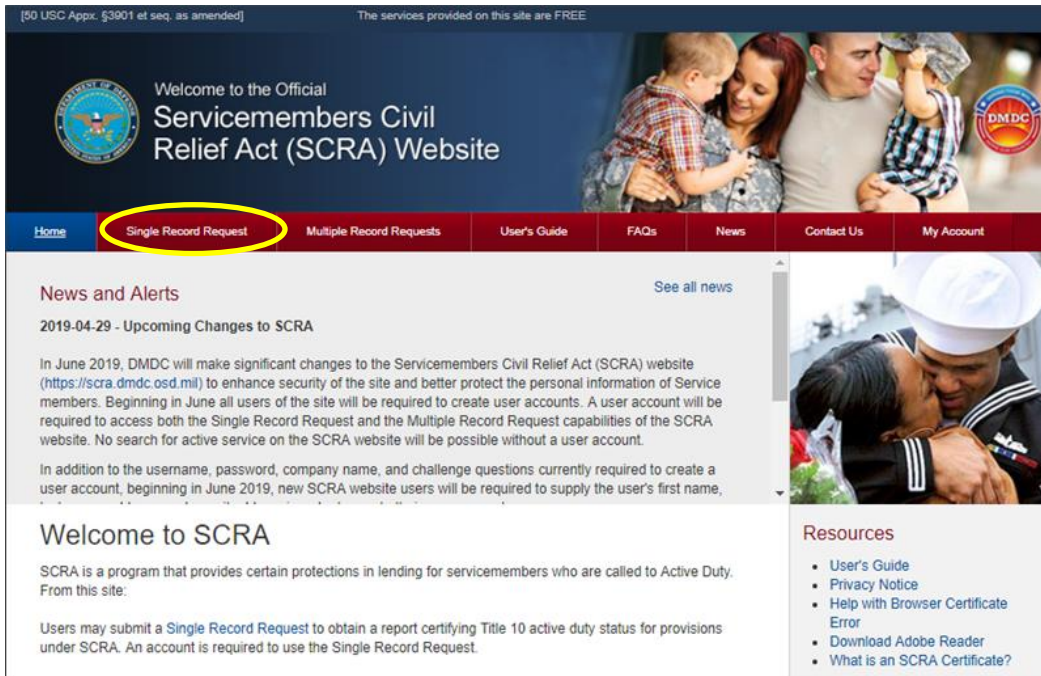 [50 USC Appx. §3901 et seq. as amended]
The services provided on this site are FREE
Welcome to the Official
Servicemembers Civil
Relief Act (SCRA) Website
DMDC
Home
Single Record Request
Multiple Record Requests
User's Guide
FAQs
News
Contact Us
My Account
News and Alerts
See all news
2019-04-29 - Upcoming Changes to SCRA
In June 2019, DMDC will make significant changes to the Servicemembers Civil Relief Act (SCRA) website
(https://scra.dmdc.osd.mil) to enhance security of the site and better protect the personal information of Service
members. Beginning in June all users of the site will be required to create user accounts. A user account will be
required to access both the Single Record Request and the Multiple Record Request capabilities of the SCRA
website. No search for active service on the SCRA website will be possible without a user account.
In addition to the username, password, company name, and challenge questions currently required to create a
user account, beginning in June 2019, new SCRA website users will be required to supply the user's first name,
Welcome to SCRA
SCRA is a program that provides certain protections in lending for servicemembers who are called to Active Duty.
From this site:
Users may submit a Single Record Request to obtain a report certifying Title 10 active duty status for provisions
under SCRA. An account is required to use the Single Record Request.
Resources
User's Guide
Privacy Notice
Help with Browser Certificate
Error
Download Adobe Reader
What is an SCRA Certificate?